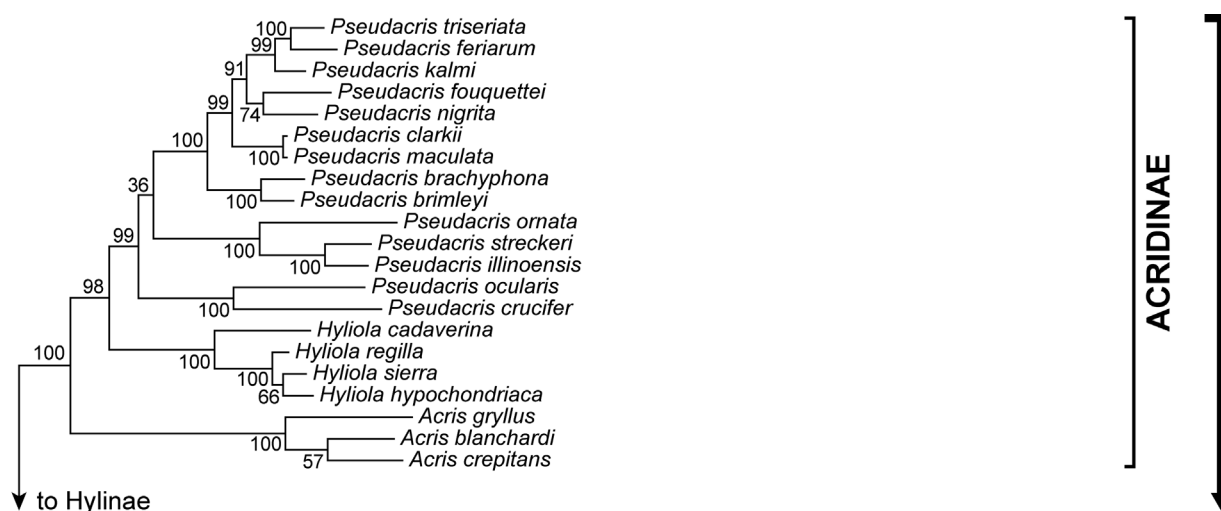 100 Pseudacris triseriata
99 Pseudacris feriarum
91 Pseudacris kalmi
Pseudacris fouquettei
99 74 Pseudacris nigrita
100 Pseudacris clarkii
100 Pseudacris maculata
36 Pseudacris brachyphona
100 Pseudacris brimleyi
Pseudacris ornata
99 100 Pseudacris streckeri
100 Pseudacris illinoensis
98 Pseudacris ocularis
100 Pseudacris crucifer
Hyliola cadaverina
100 100 Hyliola regilla
100 Hyliola sierra
66 Hyliola hypochondriaca
Acris gryllus
100 Acris blanchardi
57 Acris crepitans
to Hylinae
ACRIDINAE